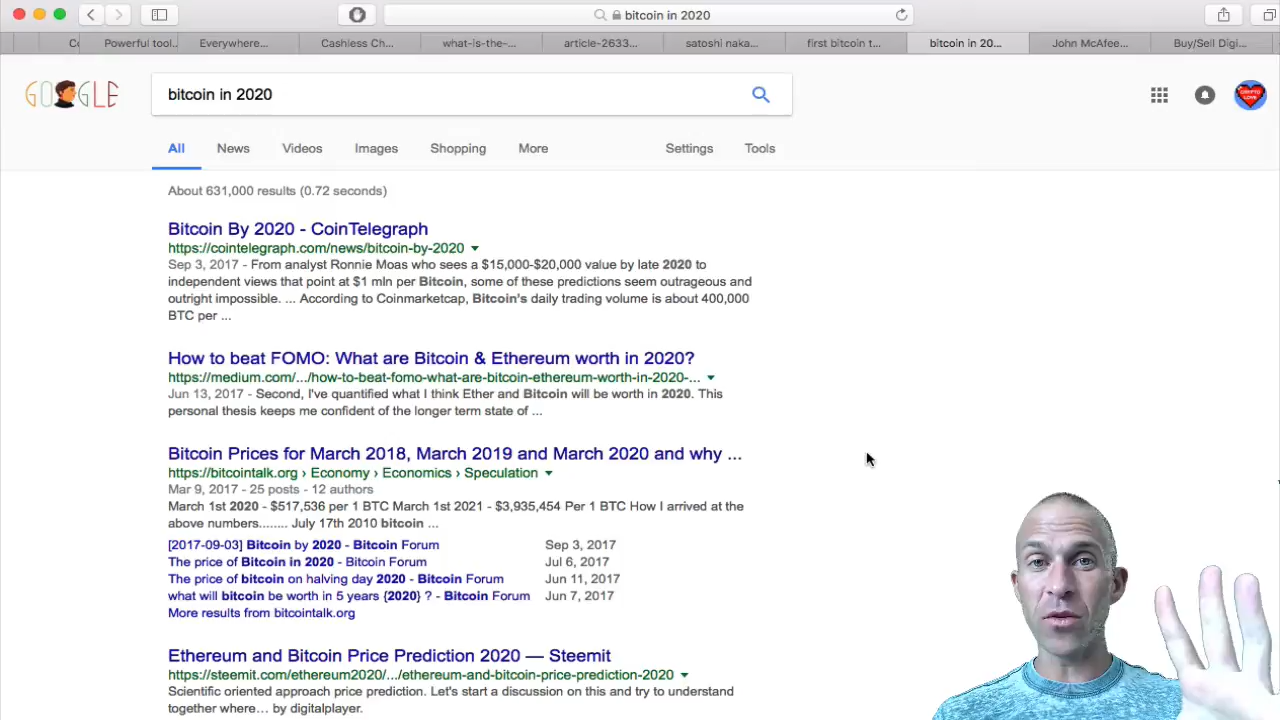 bitcoin in 2020
Powerful tool..
Everywhere...
Cashless Ch...
what-is-the-...
article-2633...
satoshi naka...
first bitcoin t...
bitcoin in 20...
John McAfee...
Buy/Sell Digi...
GOOGLE
bitcoin in 2020
CRYPTO
LOVE
All News Videos Images Shopping More Settings Tools
About 631,000 results (0.72 seconds)
Bitcoin By 2020 - CoinTelegraph
https://cointelegraph.com/news/bitcoin-by-2020
Sep 3, 2017 - From analyst Ronnie Moas who sees a $15,000-$20,000 value by late 2020 to
independent views that point at $1 mln per Bitcoin, some of these predictions seem outrageous and
outright impossible. ... According to Coinmarketcap, Bitcoin's daily trading volume is about 400,000
BTC per ...
How to beat FOMO: What are Bitcoin & Ethereum worth in 2020?
https://medium.com/.../how-to-beat-fomo-what-are-bitcoin-ethereum-worth-in-2020-...
Jun 13, 2017 - Second, I've quantified what I think Ether and Bitcoin will be worth in 2020. This
personal thesis keeps me confident of the longer term state of ...
Bitcoin Prices for March 2018, March 2019 and March 2020 and why ...
https://bitcointalk.org › Economy › Economics › Speculation
Mar 9, 2017 - 25 posts - 12 authors
March 1st 2020 - $517,536 per 1 BTC March 1st 2021 - $3,935,454 Per 1 BTC How I arrived at the
above numbers........ July 17th 2010 bitcoin ...
[2017-09-03] Bitcoin by 2020 - Bitcoin Forum Sep 3, 2017
The price of Bitcoin in 2020 - Bitcoin Forum Jul 6, 2017
The price of bitcoin on halving day 2020 - Bitcoin Forum Jun 11, 2017
what will bitcoin be worth in 5 years {2020} ? - Bitcoin Forum Jun 7, 2017
More results from bitcointalk.org
Ethereum and Bitcoin Price Prediction 2020 — Steemit
https://steemit.com/ethereum2020/.../ethereum-and-bitcoin-price-prediction-2020
Scientific oriented approach price prediction. Let's start a discussion on this and try to understand
together where… by digitalplayer.